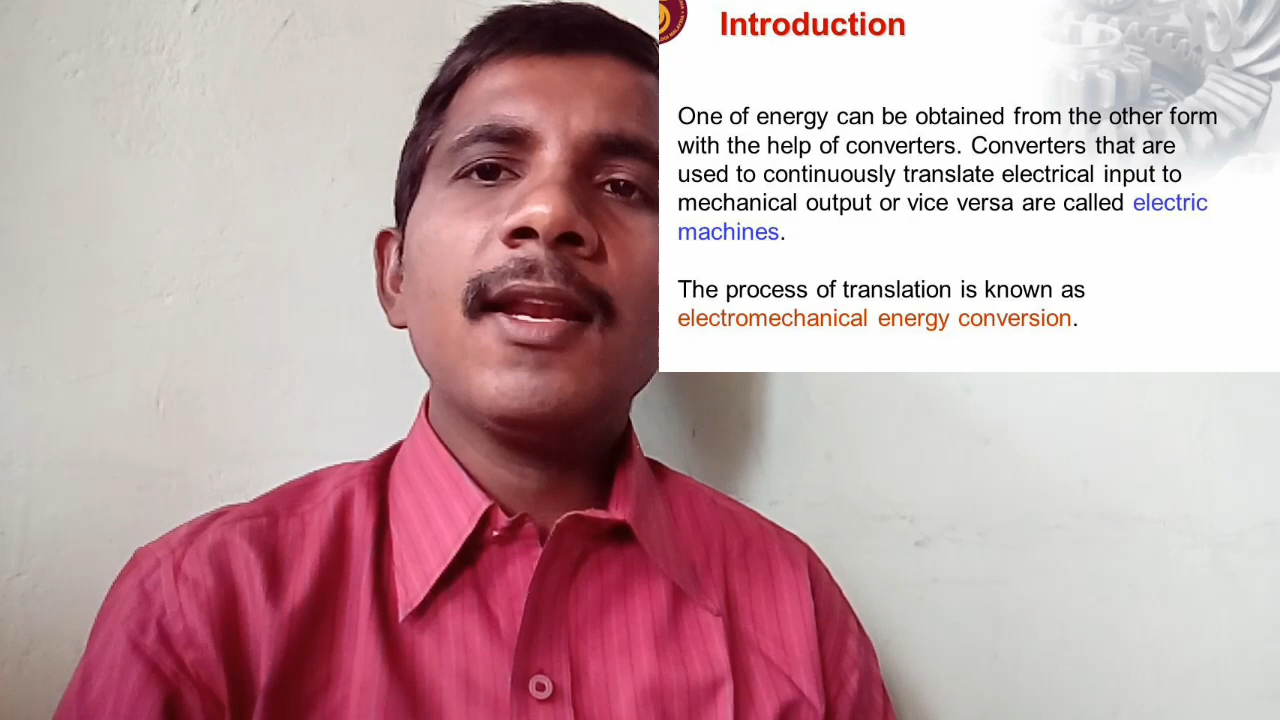 Introduction
One of energy can be obtained from the other form
with the help of converters. Converters that are
used to continuously translate electrical input to
mechanical output or vice versa are called electric
machines.
The process of translation is known as
electromechanical energy conversion.